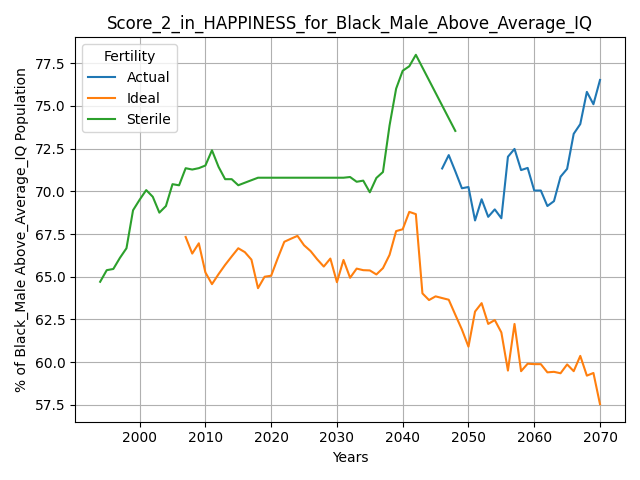 Score_2_in_HAPPINESS_for_Black_Male_Above_Average_IQ
% of Black_Male Above_Average_IQ Population
77.5
75.0
72.5
70.0
67.5
65.0
62.5
60.0
57.5
Fertility
Actual
Ideal
Sterile
2000 2010 2020 2030 2040 2050 2060 2070
Years